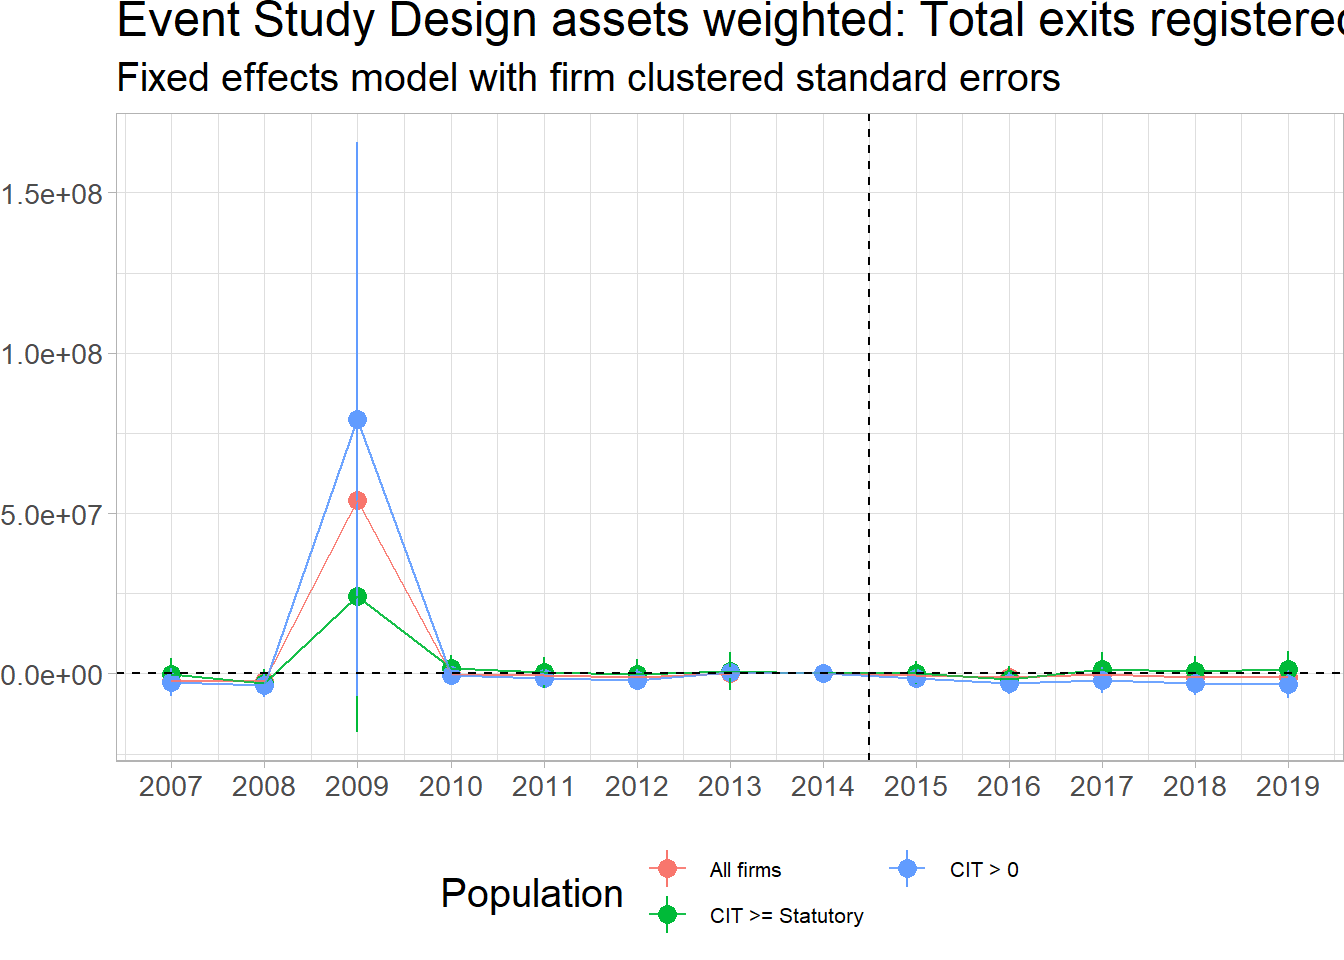 Event Study Design assets weighted: Total exits registered
Fixed effects model with firm clustered standard errors
1.5e+08
1.0e+08
5.0e+07
0.0e+00
2007 2008 2009 2010 2011 2012 2013 2014 2015 2016 2017 2018 2019
Population
All firms
CIT >= Statutory
CIT > 0